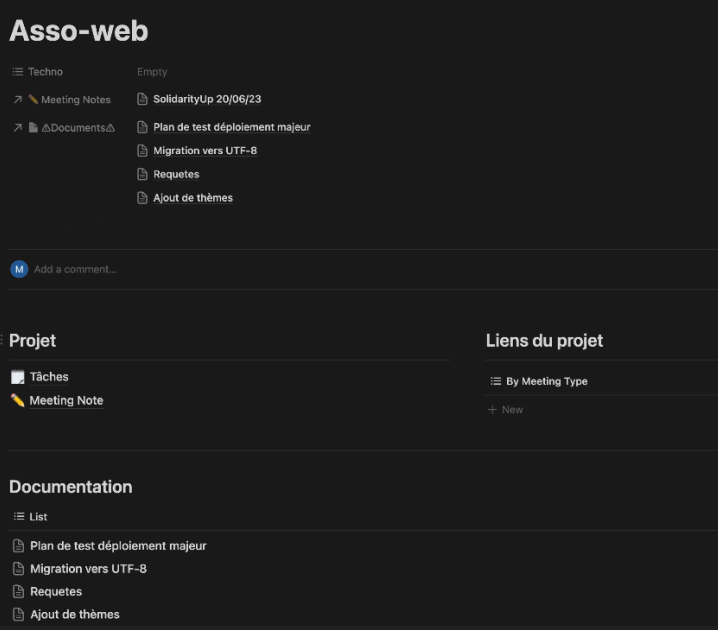 Asso-web
Techno Empty
Meeting Notes SolidarityUp 20/06/23
⚠Documents⚠ Plan de test déploiement majeur
Migration vers UTF-8
Requetes
Ajout de thèmes
M Add a comment...
Projet
Tâches
Meeting Note
Liens du projet
By Meeting Type
+ New
Documentation
List
Plan de test déploiement majeur
Migration vers UTF-8
Requetes
Ajout de thèmes